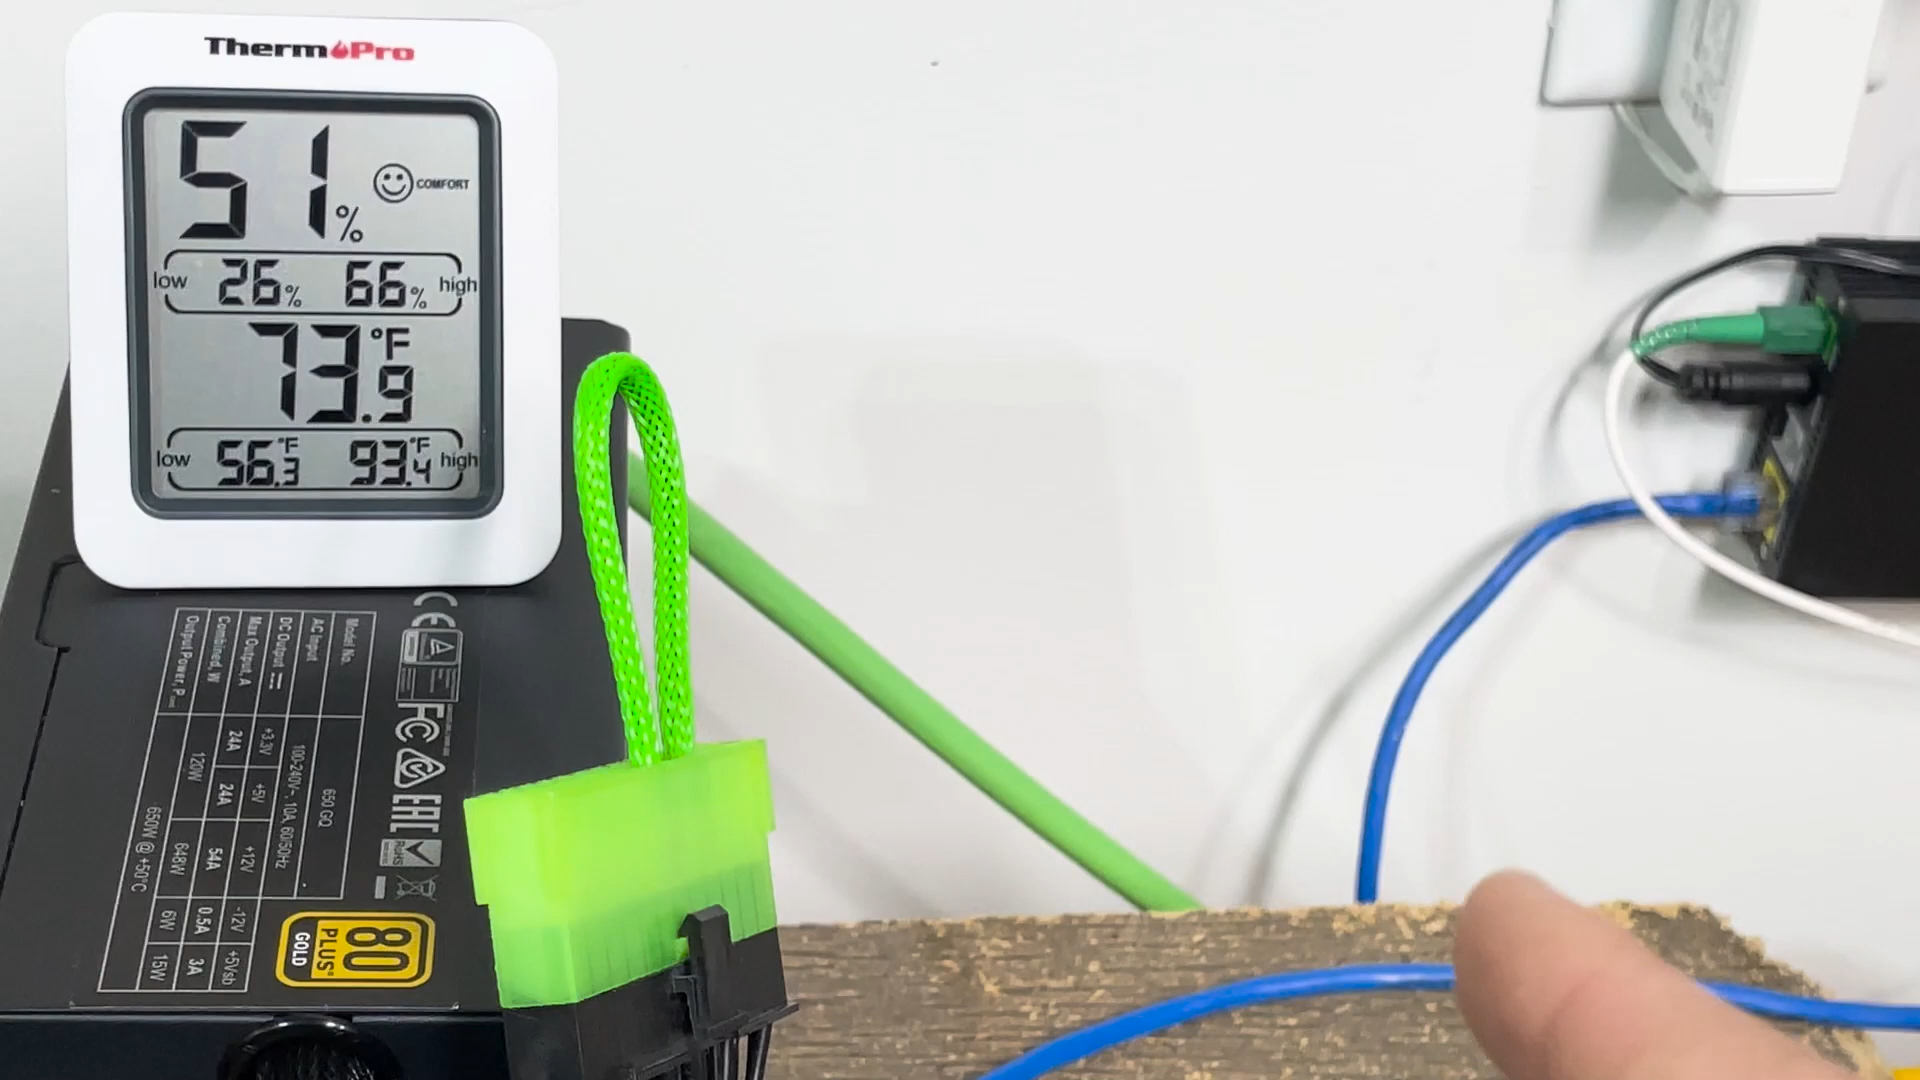 ThermoPro
51%
COMFORT
low 26% 66% high
73.9°F
low 56.3°F 93.4°F high
Model No. 650 GQ
AC Input 100-240V~, 10A, 60/50Hz
DC Output +3.3V +5V +12V -12V +5Vsb
Max Output, A 24A 24A 54A 0.5A 3A
Combined, W 120W 648W 6W 15W
Output Power, P 650W @ +50°C
CE
FC
EAC
RoHS
80
PLUS
GOLD